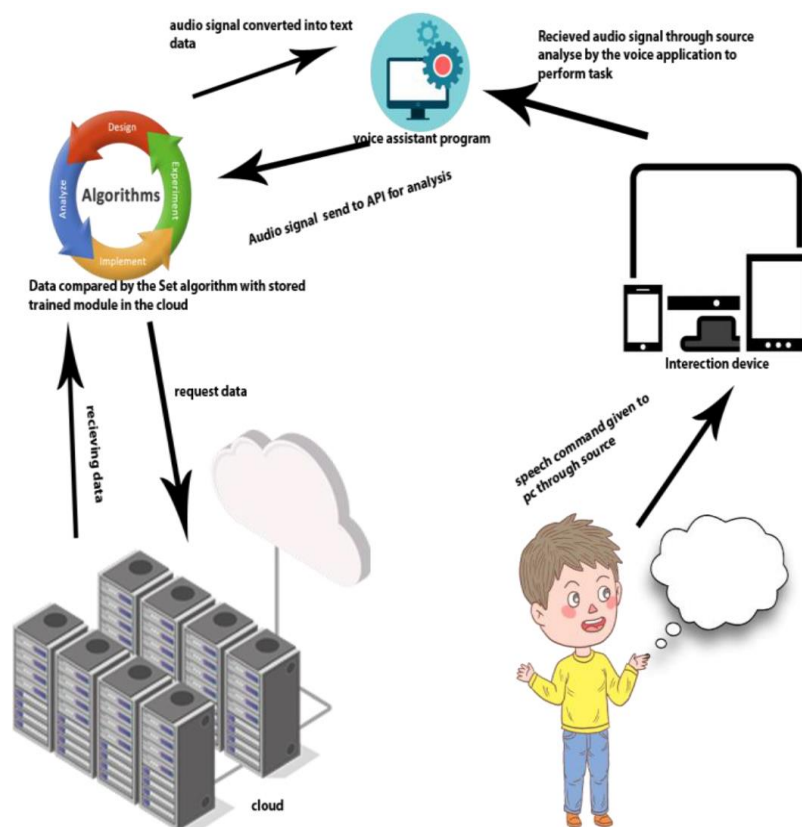 audio signal converted into text
data
Recieved audio signal through source
analyse by the voice application to
perform task
voice assistant program
Design
Experiment
Analyze
Implement
Algorithms
Audio signal send to API for analysis
Data compared by the Set algorithm with stored
trained module in the cloud
Interection device
request data
recieving data
speech command given to
pc through source
cloud